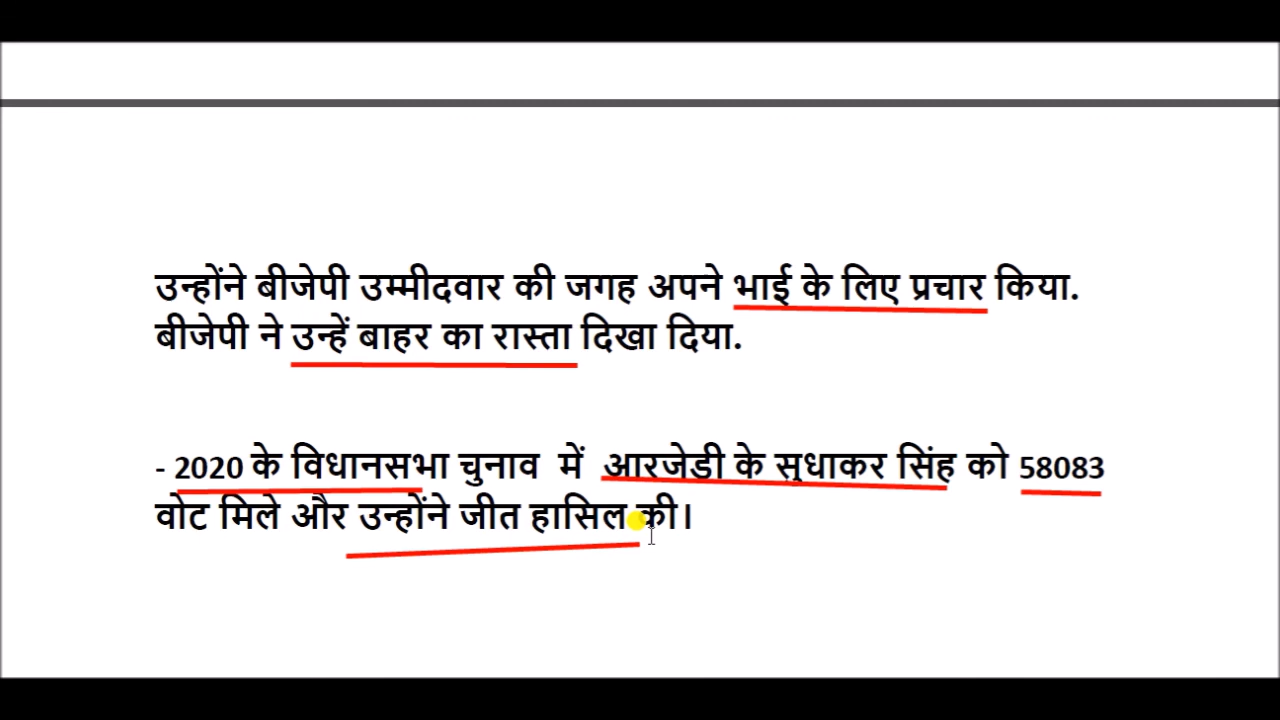 उन्होंने बीजेपी उम्मीदवार की जगह अपने भाई के लिए प्रचार किया.
बीजेपी ने उन्हें बाहर का रास्ता दिखा दिया.
- 2020 के विधानसभा चुनाव में आरजेडी के सुधाकर सिंह को 58083
वोट मिले और उन्होंने जीत हासिल की।